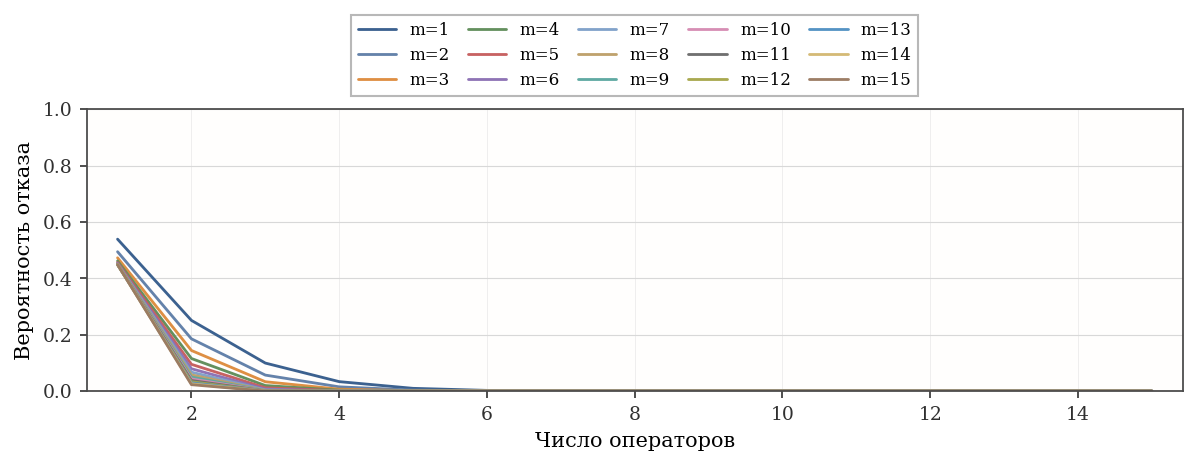 m=1 m=4 m=7 m=10 m=13
m=2 m=5 m=8 m=11 m=14
m=3 m=6 m=9 m=12 m=15
1.0
0.8
0.6
0.4
0.2
0.0
Вероятность отказа
2 4 6 8 10 12 14
Число операторов